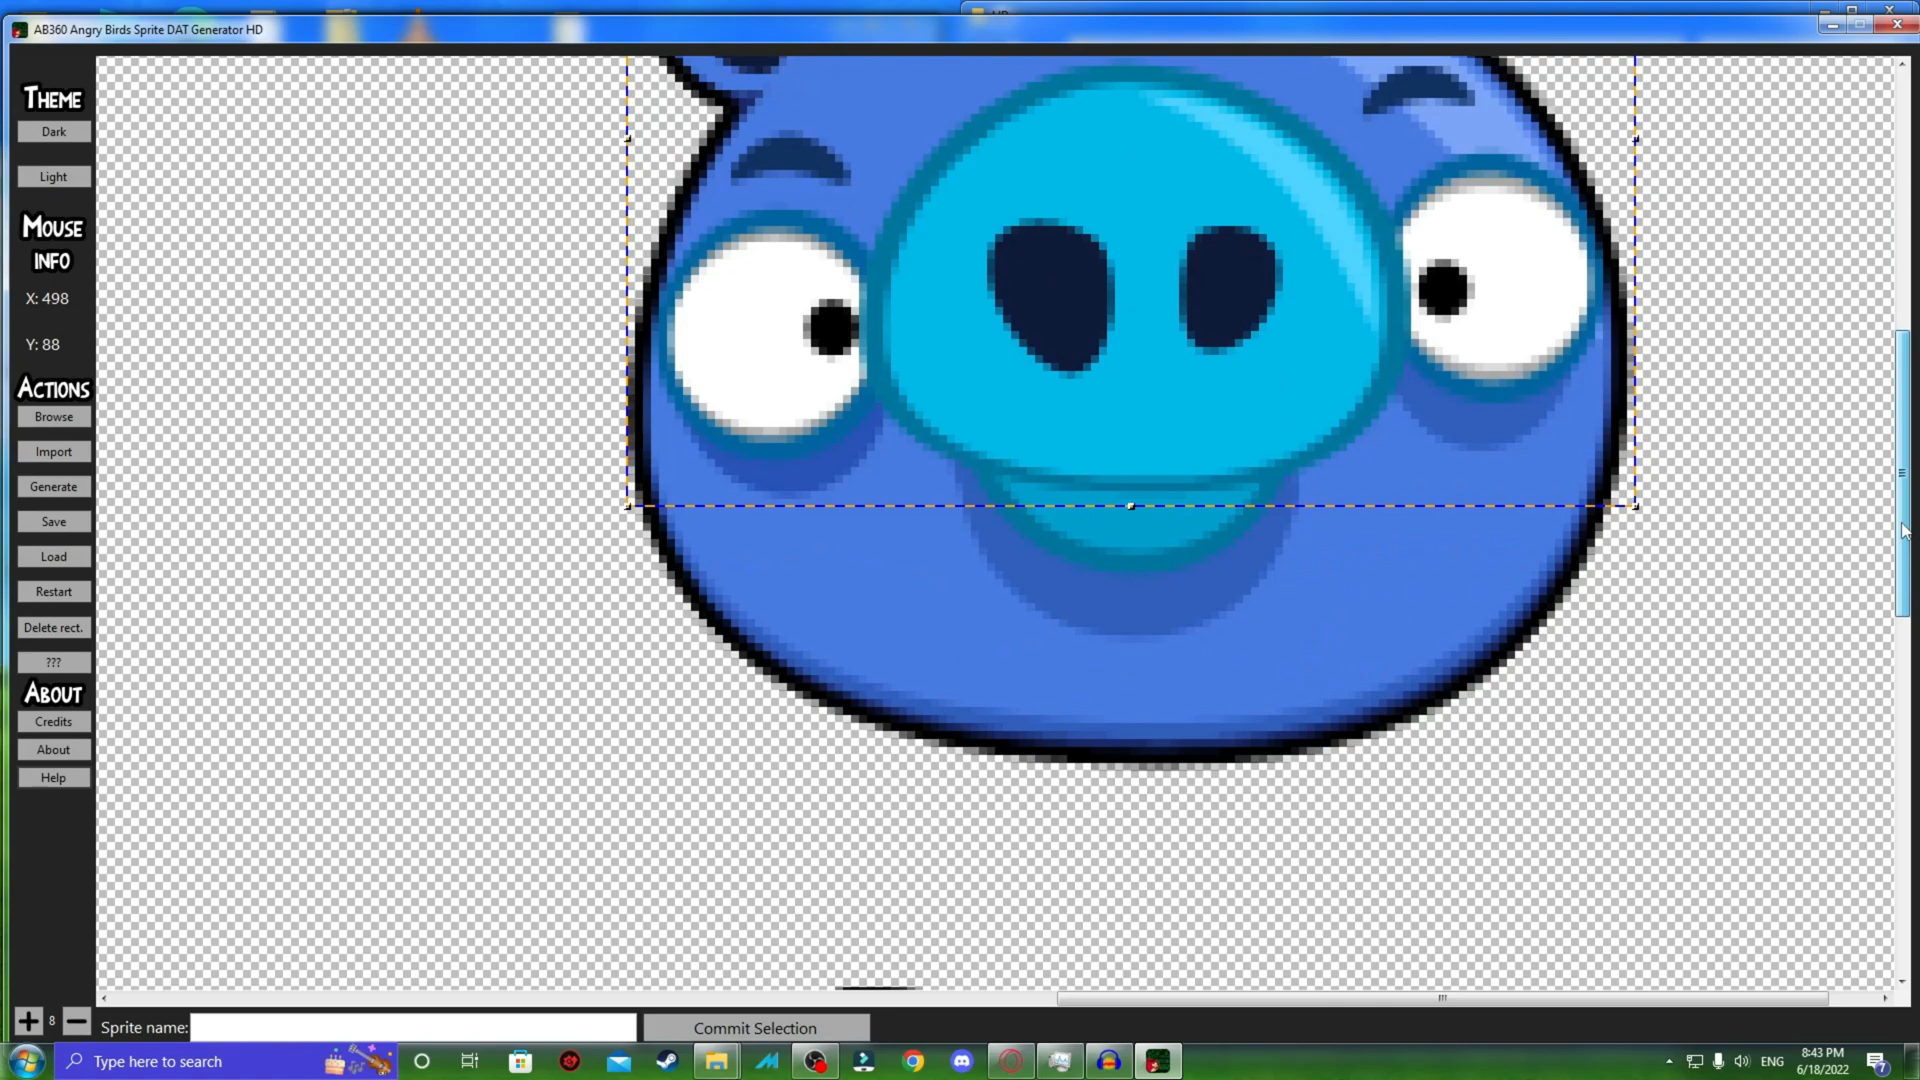 AB360 Angry Birds Sprite DAT Generator HD
THEME
Dark
Light
MOUSE
INFO
X: 498
Y: 88
ACTIONS
Browse
Import
Generate
Save
Load
Restart
Delete rect.
???
ABOUT
Credits
About
Help
8
Sprite name:
Commit Selection
Type here to search
ENG
8:43 PM
6/18/2022
7